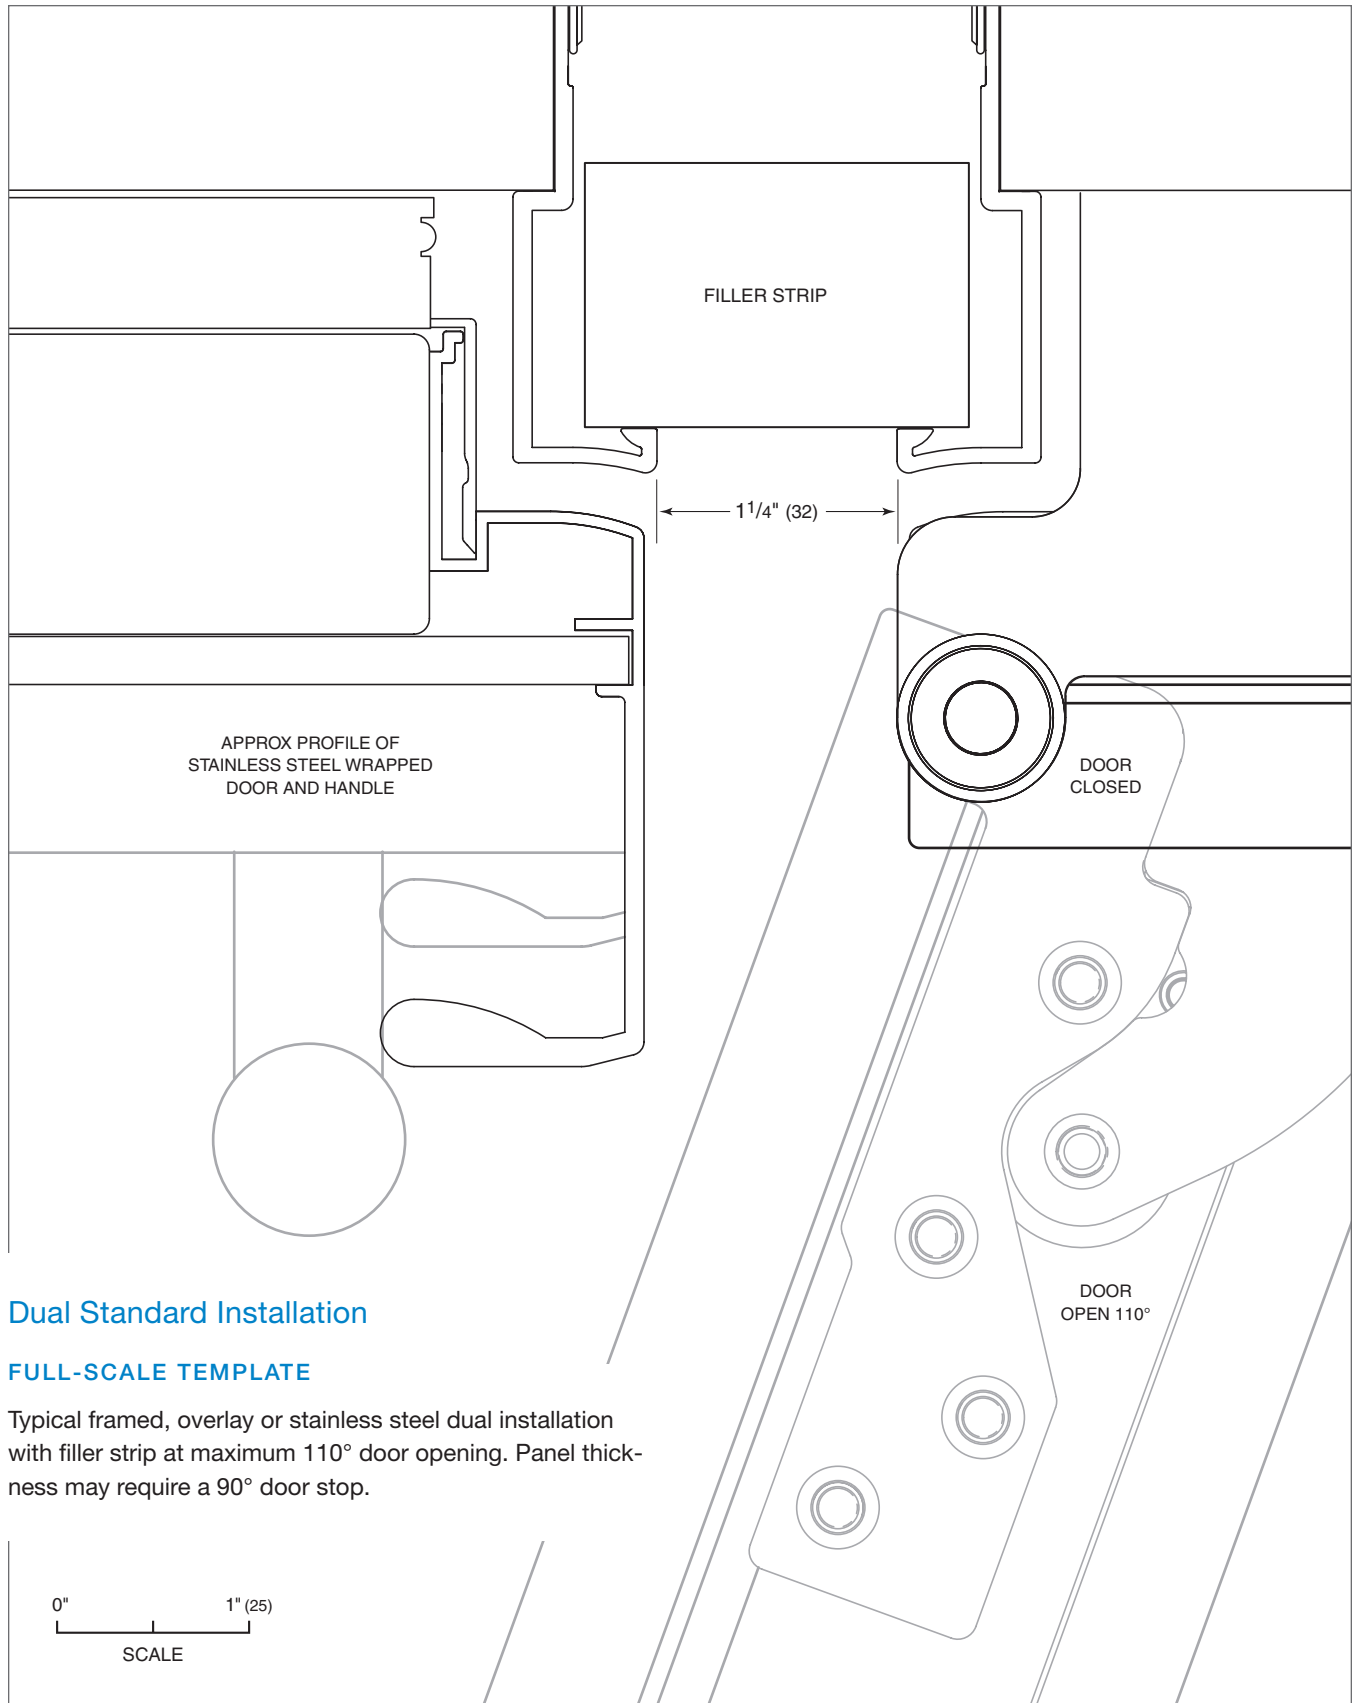 FILLER STRIP
1 1/4" (32)
APPROX PROFILE OF
STAINLESS STEEL WRAPPED
DOOR AND HANDLE
DOOR
CLOSED
DOOR
OPEN 110°
Dual Standard Installation
FULL-SCALE TEMPLATE
Typical framed, overlay or stainless steel dual installation
with filler strip at maximum 110° door opening. Panel thick-
ness may require a 90° door stop.
0" 1" (25)
SCALE